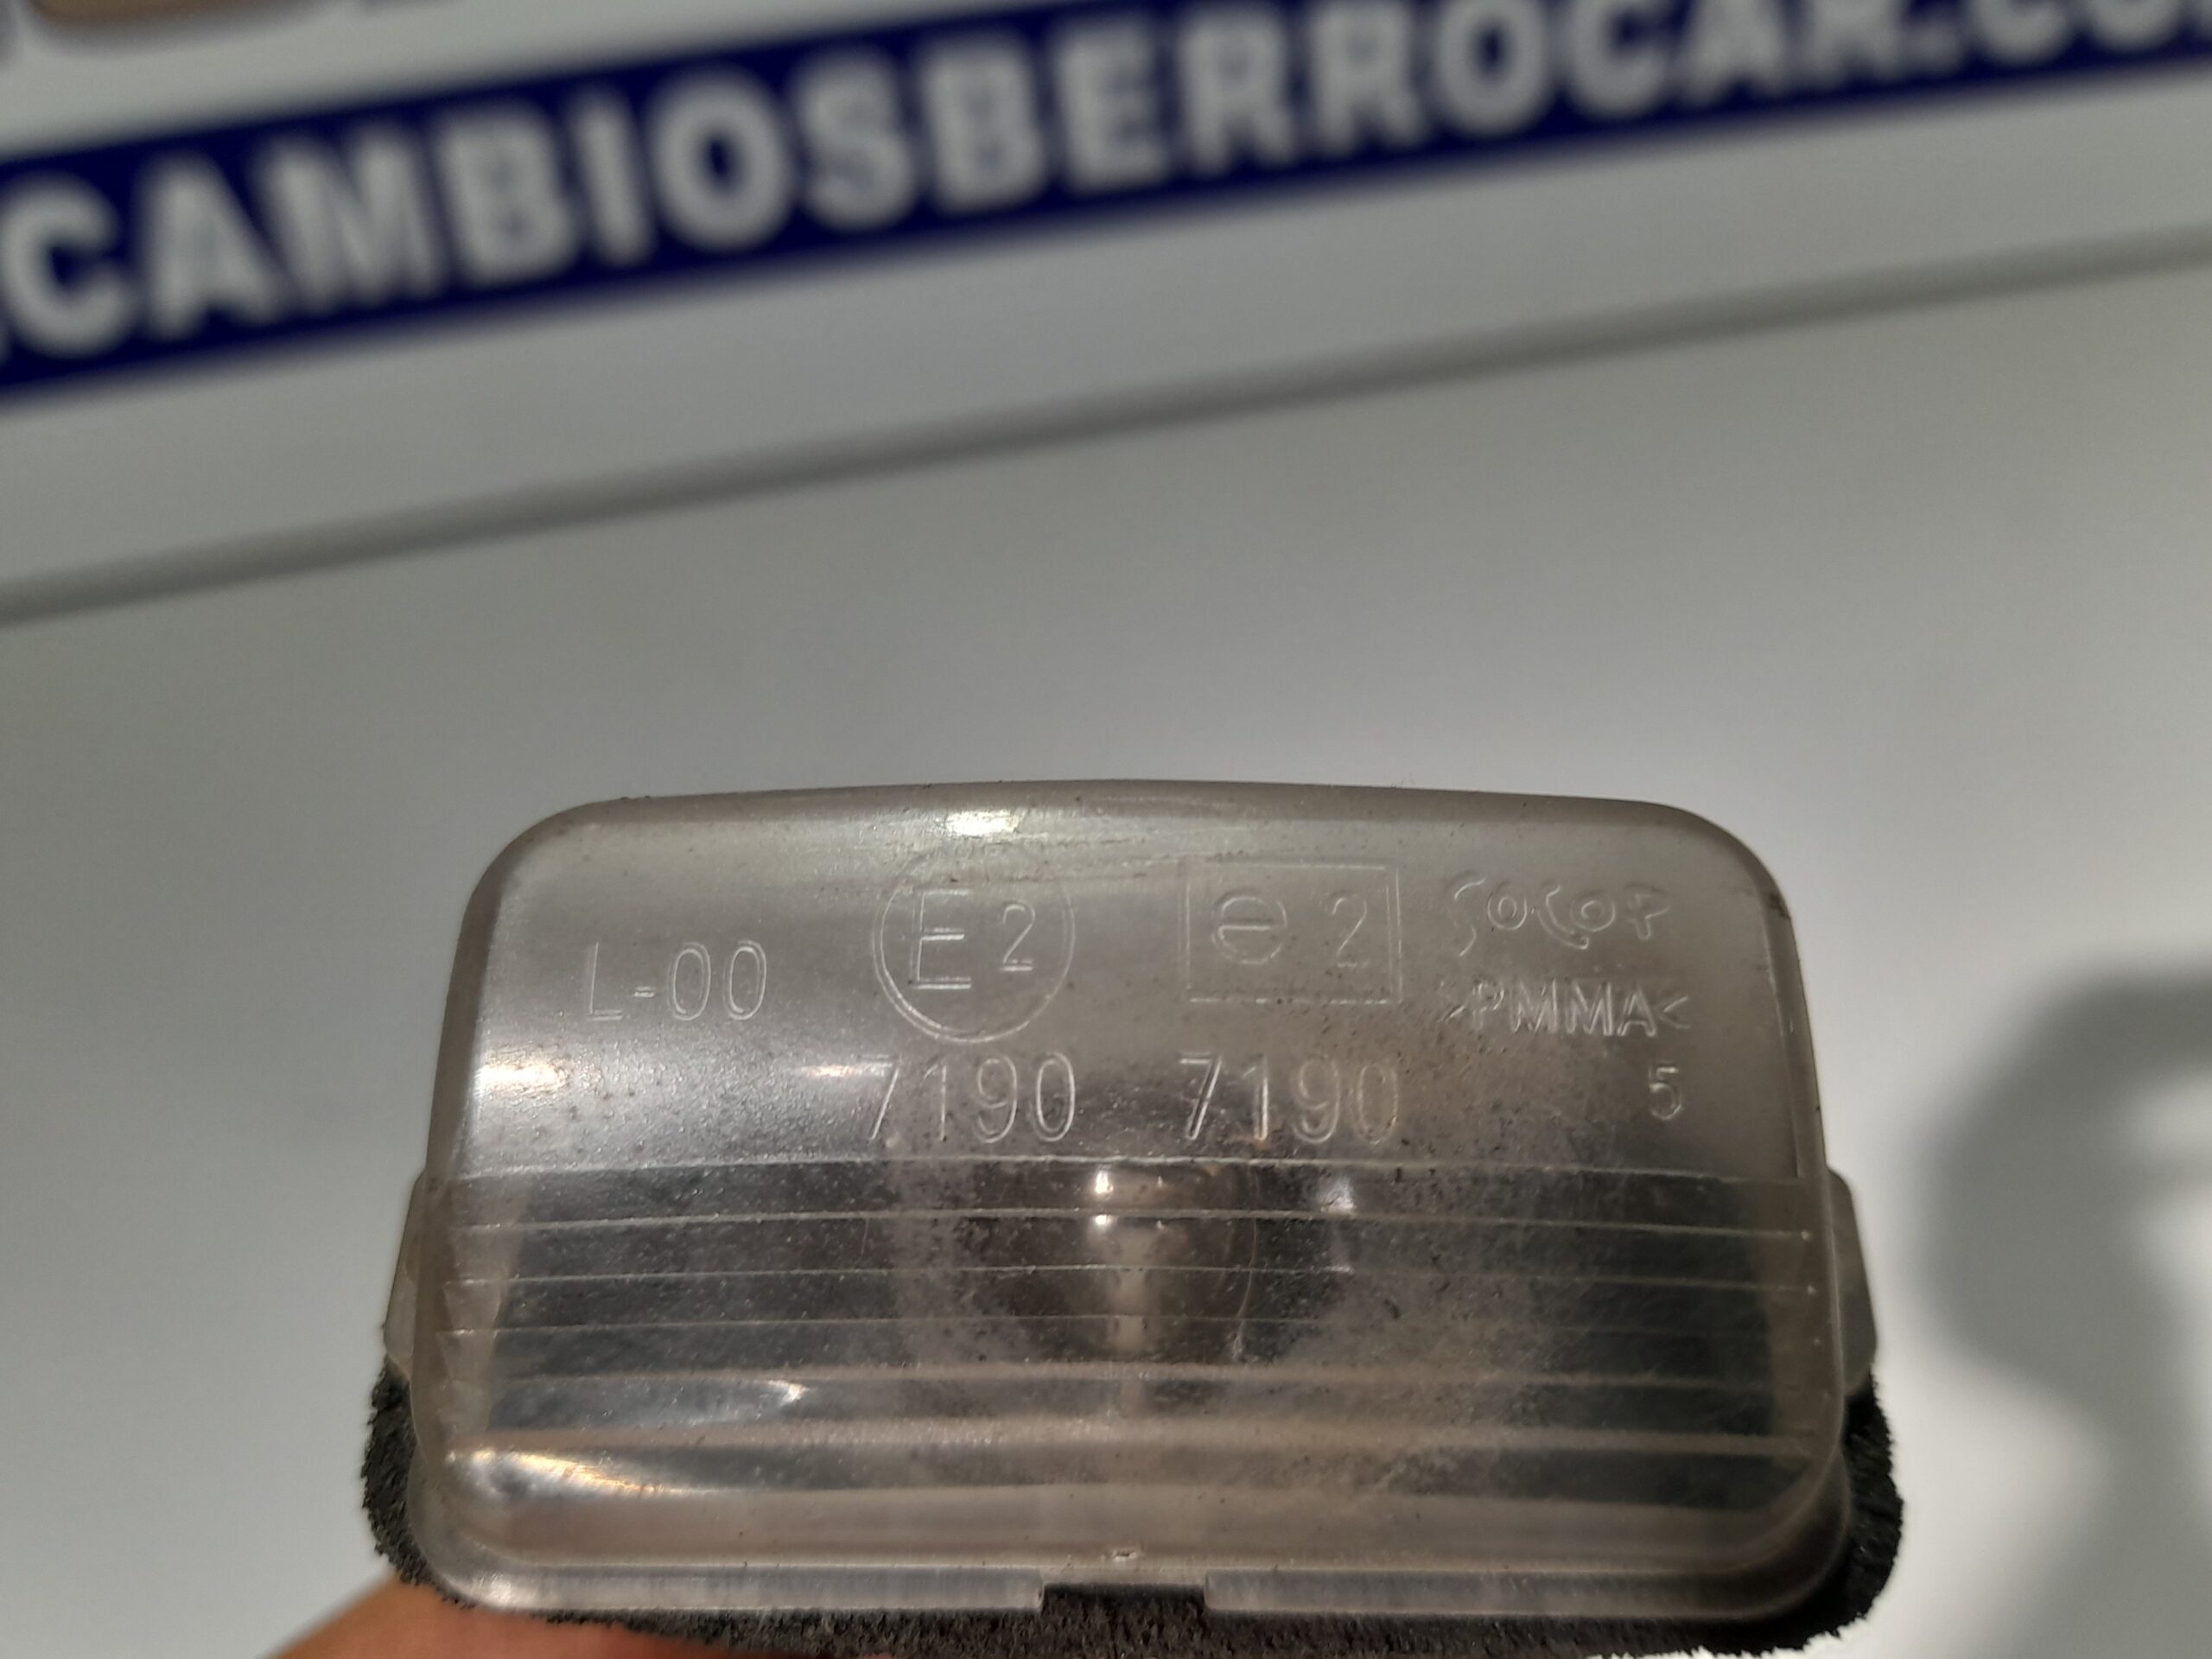 CAMBIOSBERROCAR.CO
L-00 E2 e2 socop
>PMMA<
7190 7190 5